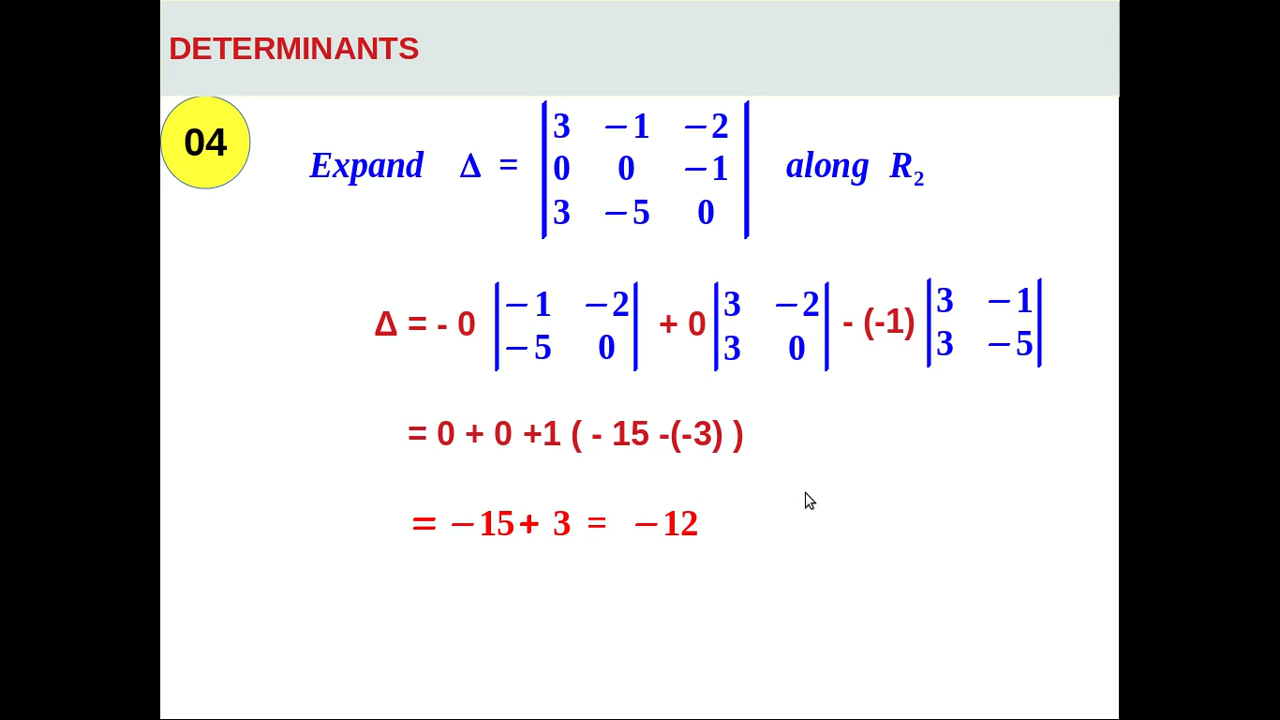 DETERMINANTS
04
Expand Δ = | 3 −1 −2 | along R₂
| 0 0 −1 |
| 3 −5 0 |
Δ = - 0 | −1 −2 | + 0 | 3 −2 | - (-1) | 3 −1 |
| −5 0 | | 3 0 | | 3 −5 |
= 0 + 0 +1 ( - 15 -(-3) )
= −15+ 3 = −12